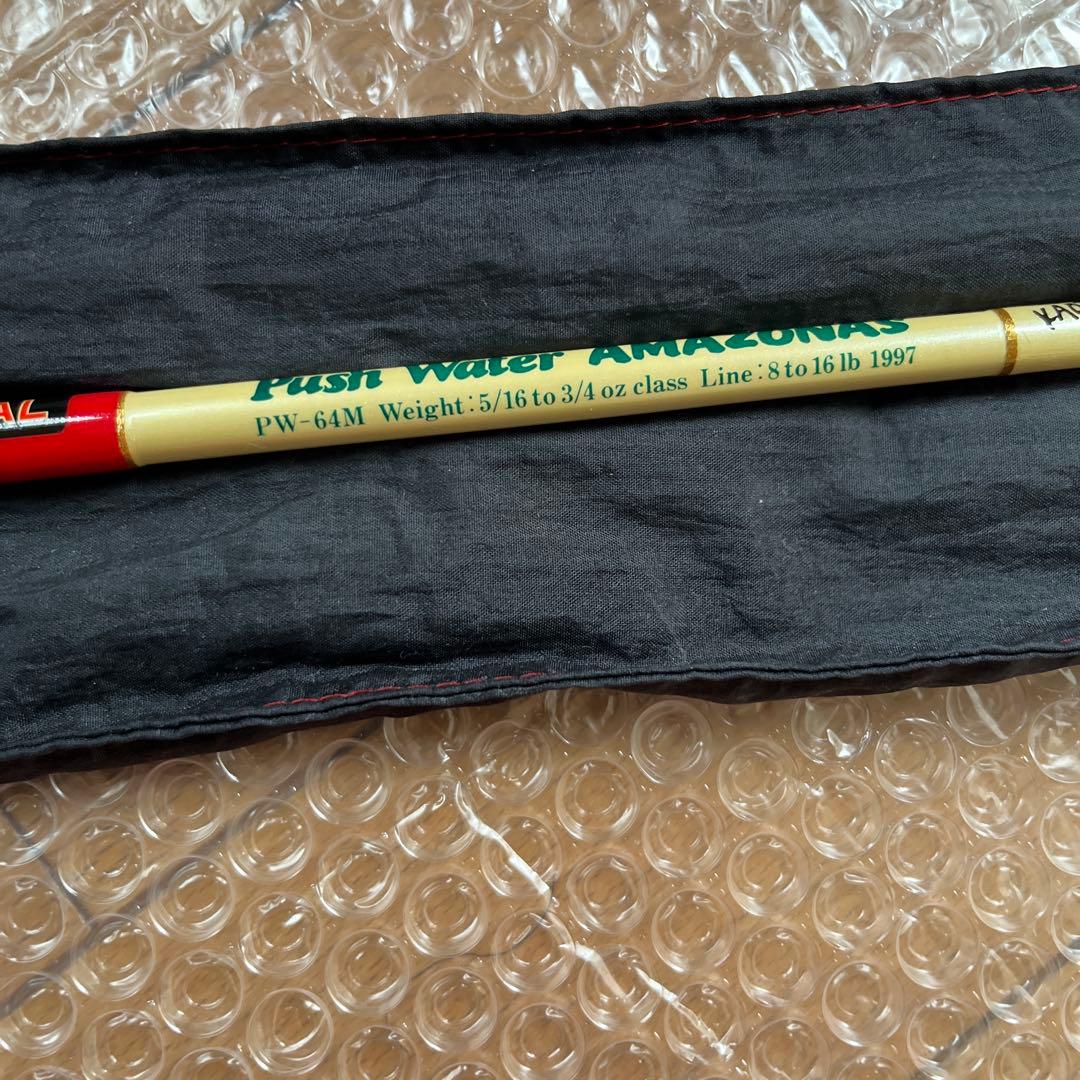 Push Water AMAZONAS
PW-64M Weight:5/16 to 3/4 oz class Line:8 to 16 lb 1997